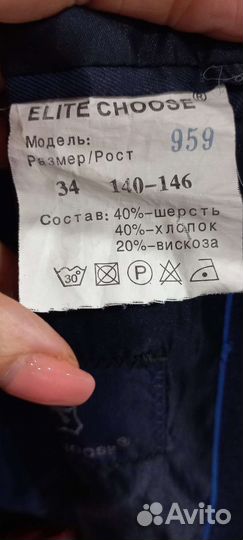 ELITE CHOOSE®
Модель: 959
Размер/Рост
34 140-146
Состав: 40%-шерсть
40%-хлопок
20%-вискоза
30°
P
Avito